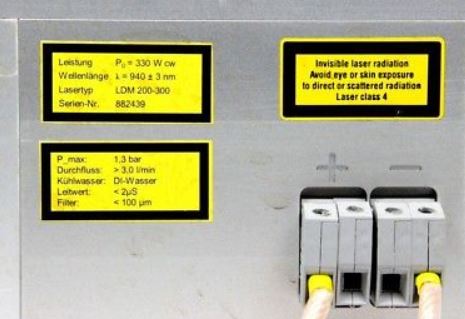 Leistung P₀ = 330 W cw
Wellenlänge λ = 940 ± 3 nm
Lasertyp LDM 200-300
Serien-Nr. 882439
Invisible laser radiation
Avoid eye or skin exposure
to direct or scattered radiation
Laser class 4
P_max: 1,3 bar
Durchfluss: > 3,0 l/min
Kühlwasser: DI-Wasser
Leitwert: < 2µS
Filter: < 100 µm
+ −